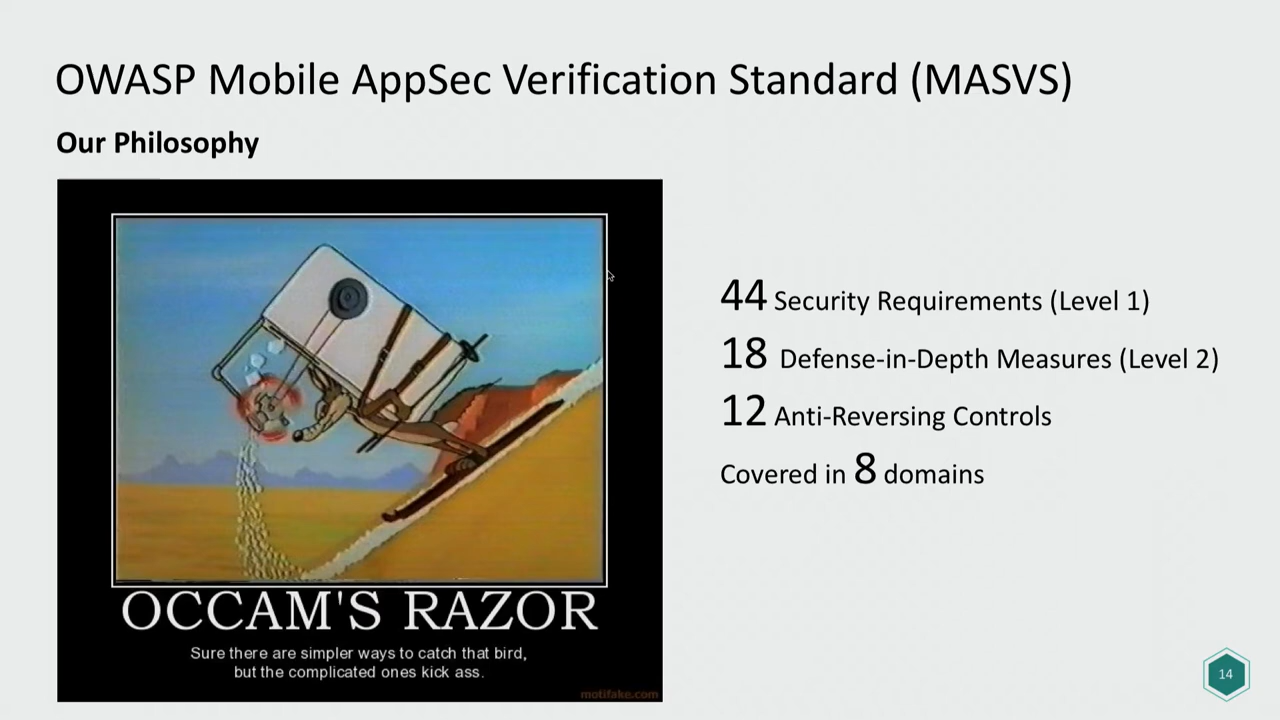 OWASP Mobile AppSec Verification Standard (MASVS)
Our Philosophy
44 Security Requirements (Level 1)
18 Defense-in-Depth Measures (Level 2)
12 Anti-Reversing Controls
Covered in 8 domains
OCCAM'S RAZOR
Sure there are simpler ways to catch that bird,
but the complicated ones kick ass.
motifake.com
14